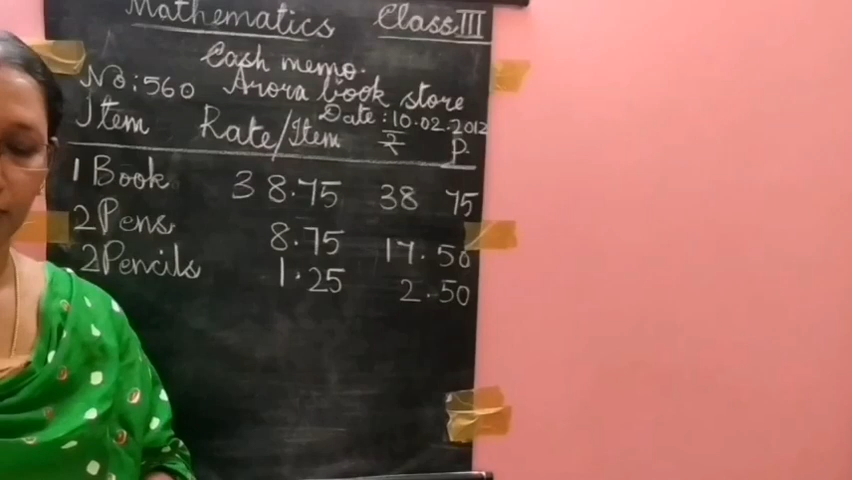 Mathematics Class III
Cash memo.
No: 560 Arora book store
Date: 10.02.2012
Item Rate/Item ₹ P
1 Book 38.75 38 75
2 Pens 8.75 17.50
2 Pencils 1.25 2.50